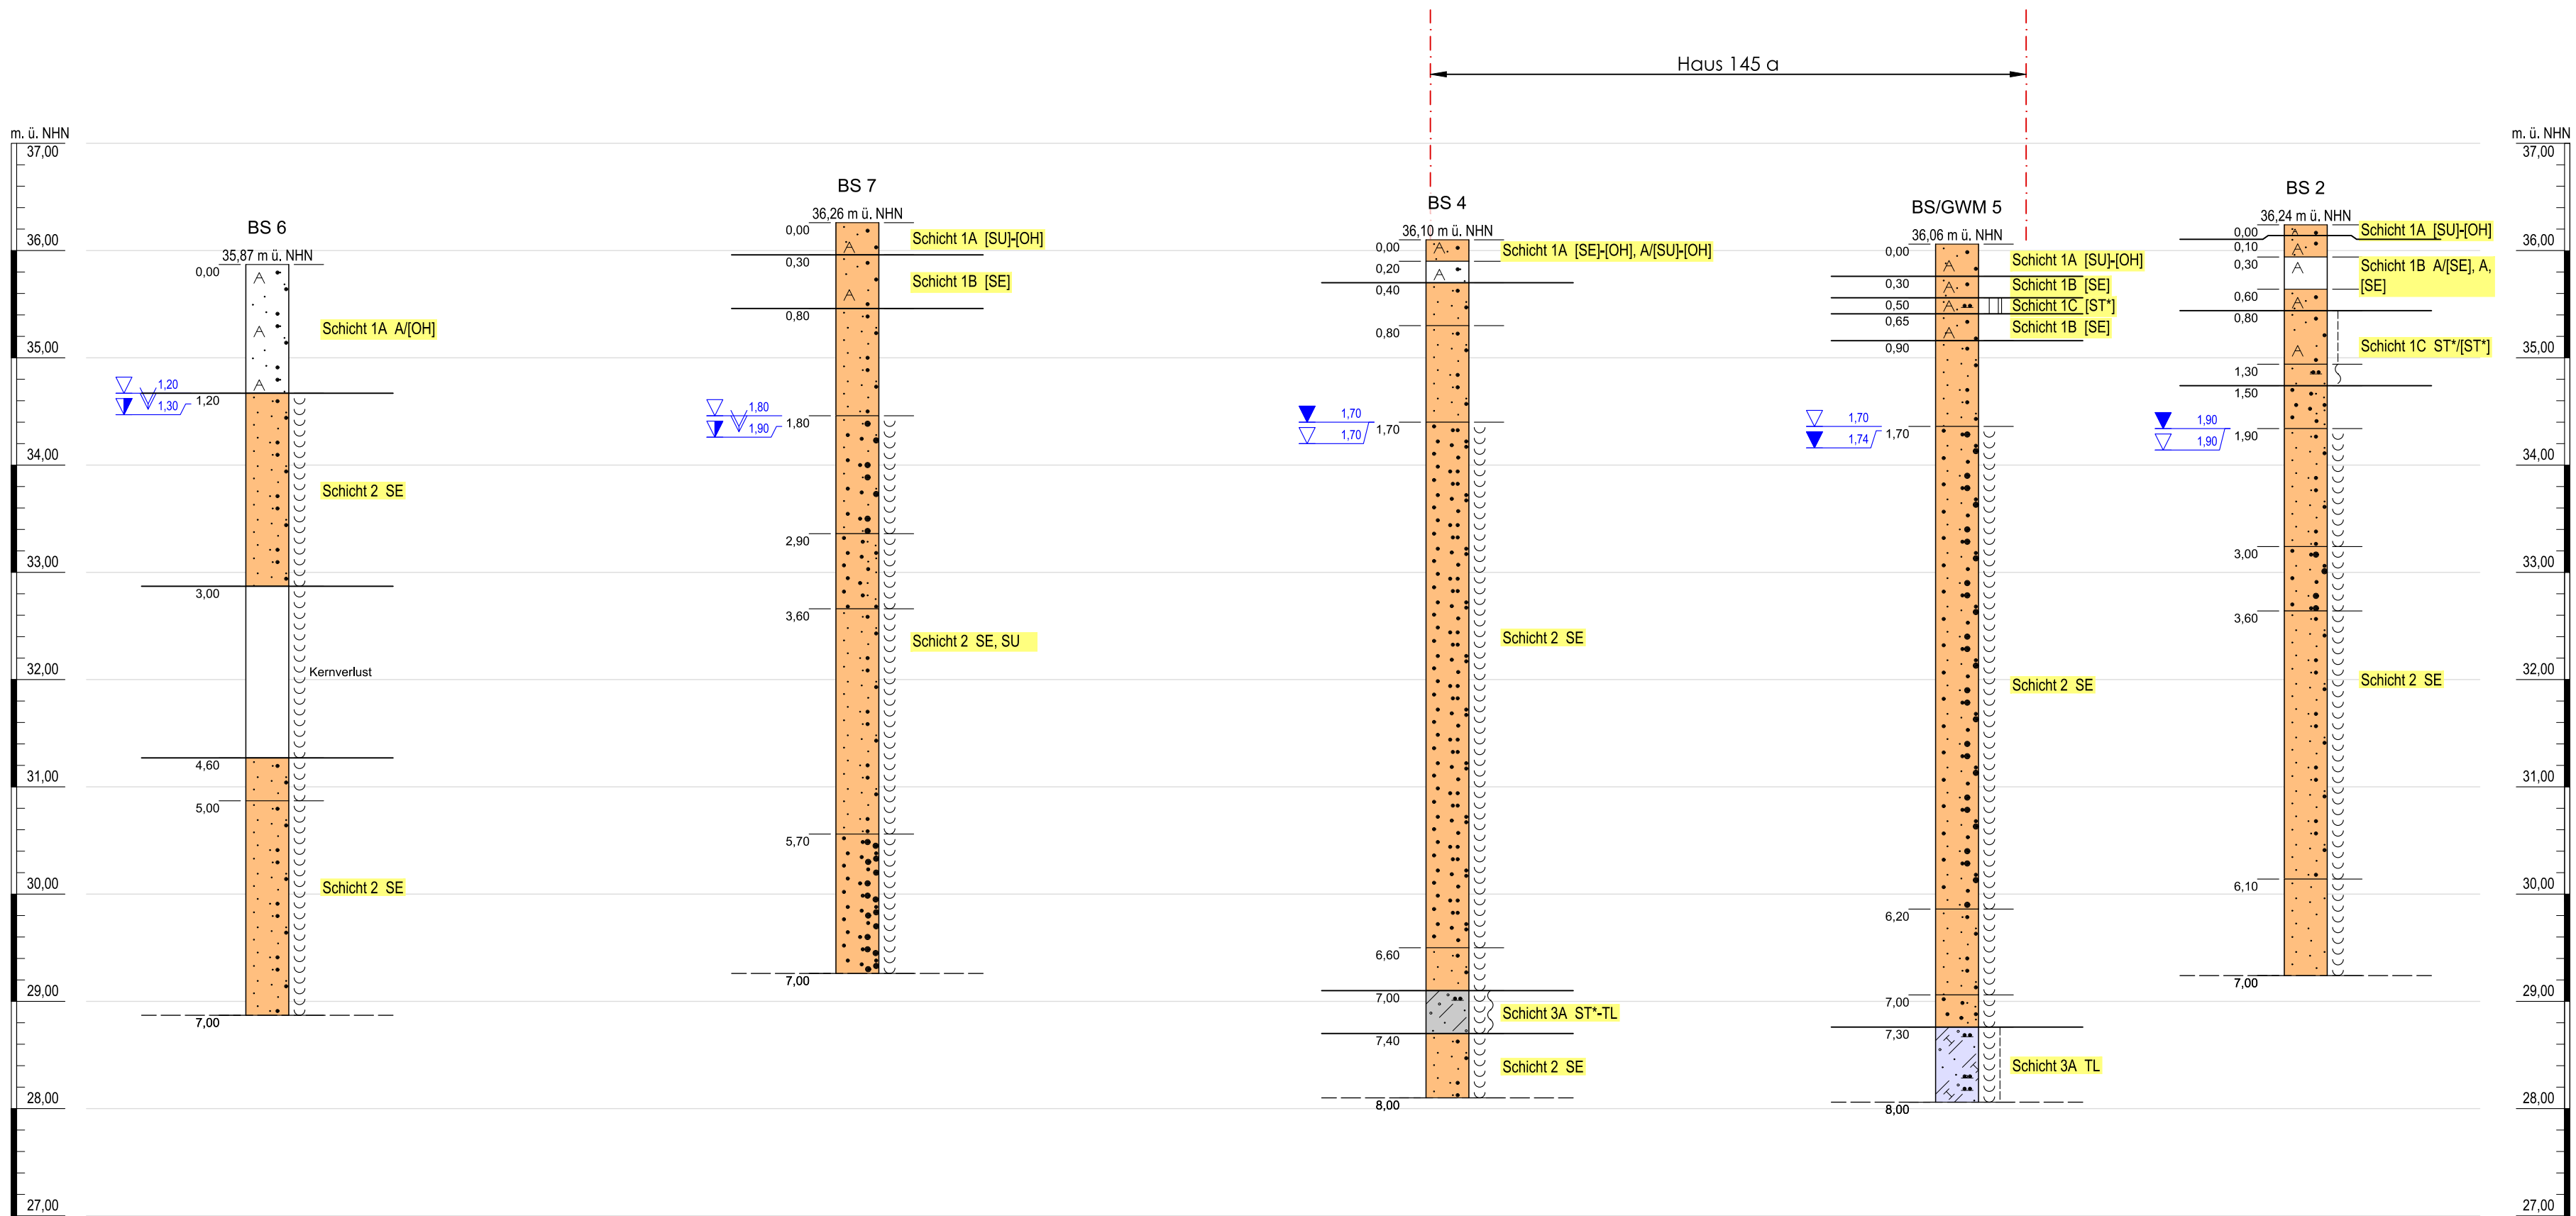 Haus 145 a
m. ü. NHN
37,00
36,00
35,00
34,00
33,00
32,00
31,00
30,00
29,00
28,00
27,00
BS 6
35,87 m ü. NHN
0,00
Schicht 1A A/[OH]
1,20
1,30
1,20
Schicht 2 SE
3,00
Kernverlust
4,60
5,00
Schicht 2 SE
7,00
BS 7
36,26 m ü. NHN
0,00
Schicht 1A [SU]-[OH]
0,30
Schicht 1B [SE]
0,80
1,80
1,90
1,80
2,90
3,60
Schicht 2 SE, SU
5,70
7,00
BS 4
36,10 m ü. NHN
0,00
Schicht 1A [SE]-[OH], A/[SU]-[OH]
0,20
0,40
0,80
1,70
1,70
1,70
Schicht 2 SE
6,60
7,00
Schicht 3A ST*-TL
7,40
Schicht 2 SE
8,00
BS/GWM 5
36,06 m ü. NHN
0,00
Schicht 1A [SU]-[OH]
0,30
Schicht 1B [SE]
0,50
Schicht 1C [ST*]
0,65
Schicht 1B [SE]
0,90
1,70
1,74
1,70
Schicht 2 SE
6,20
7,00
7,30
Schicht 3A TL
8,00
BS 2
36,24 m ü. NHN
0,00
Schicht 1A [SU]-[OH]
0,10
0,30
Schicht 1B A/[SE], A,
[SE]
0,60
0,80
Schicht 1C ST*/[ST*]
1,30
1,50
1,90
1,90
1,90
3,00
3,60
Schicht 2 SE
6,10
7,00
m. ü. NHN
37,00
36,00
35,00
34,00
33,00
32,00
31,00
30,00
29,00
28,00
27,00